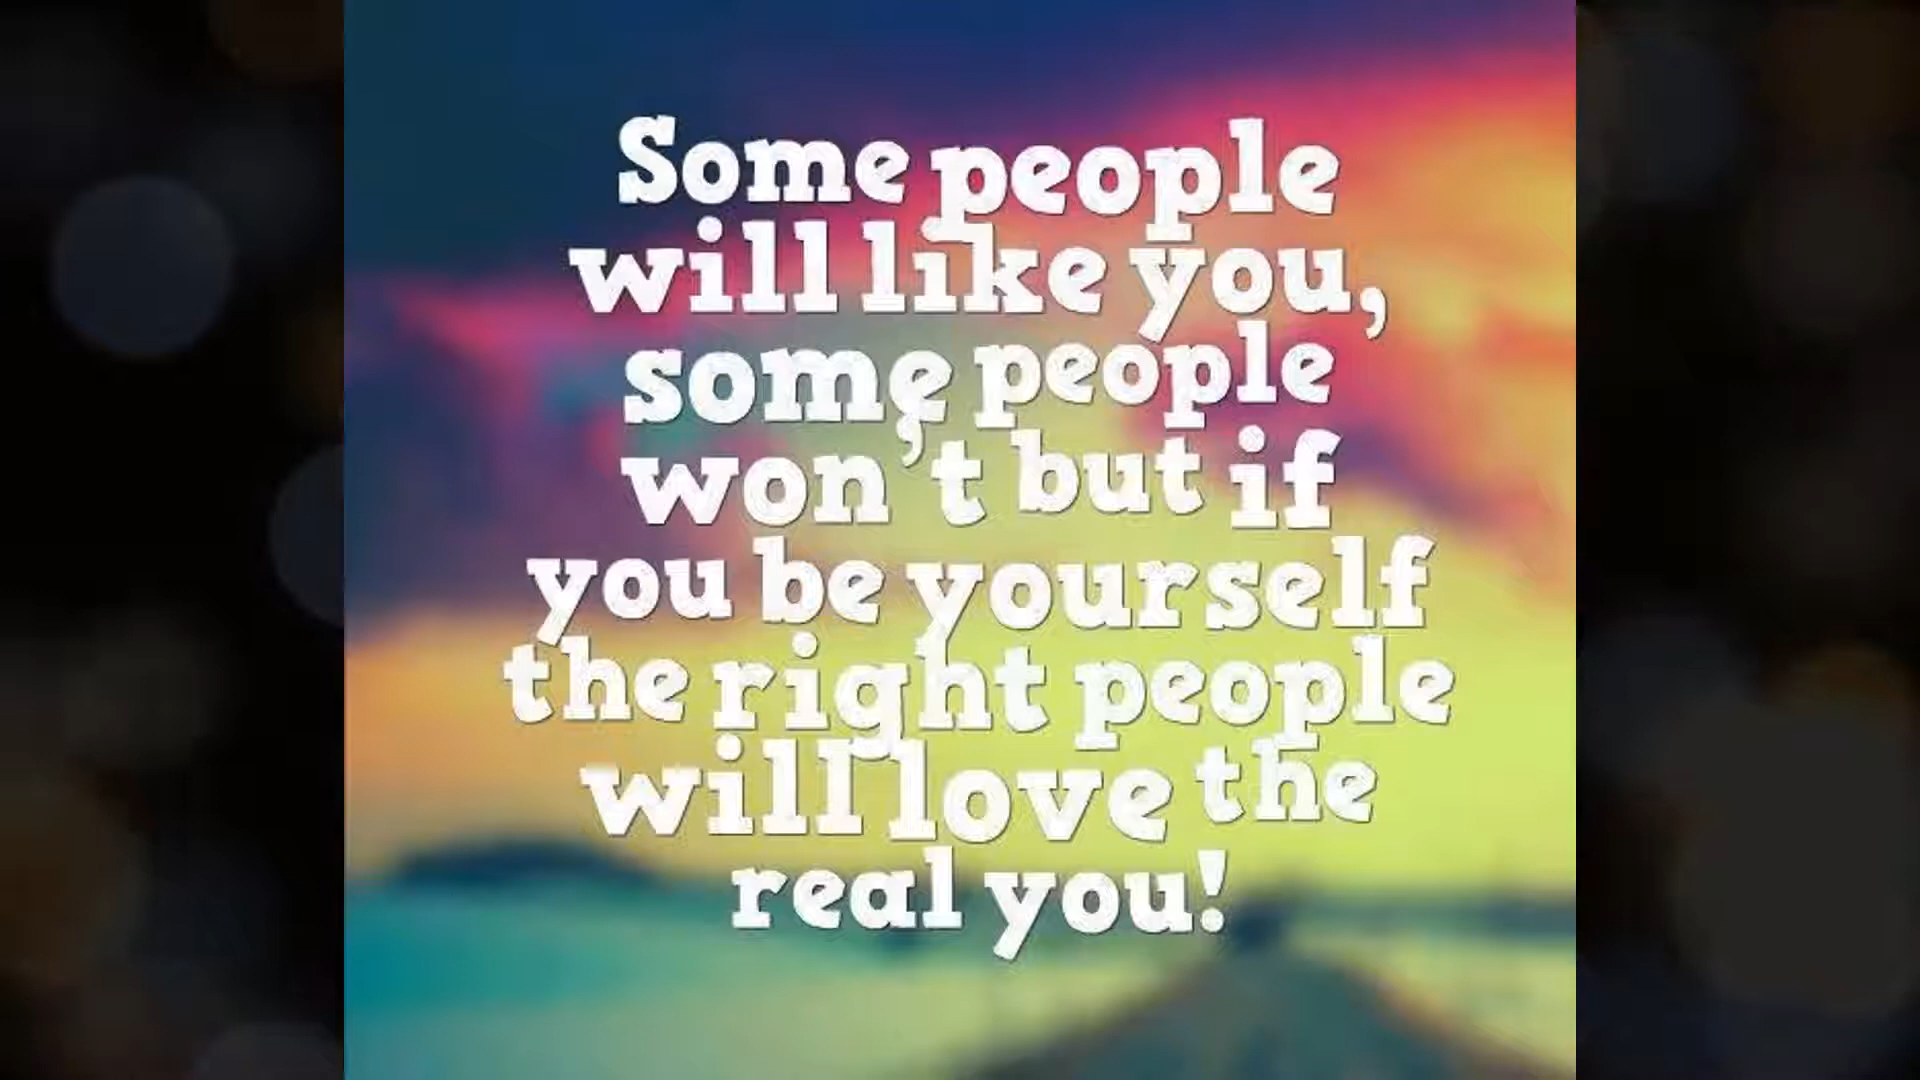 Some people
will like you,
some people
won't but if
you be yourself
the right people
will love the
real you!